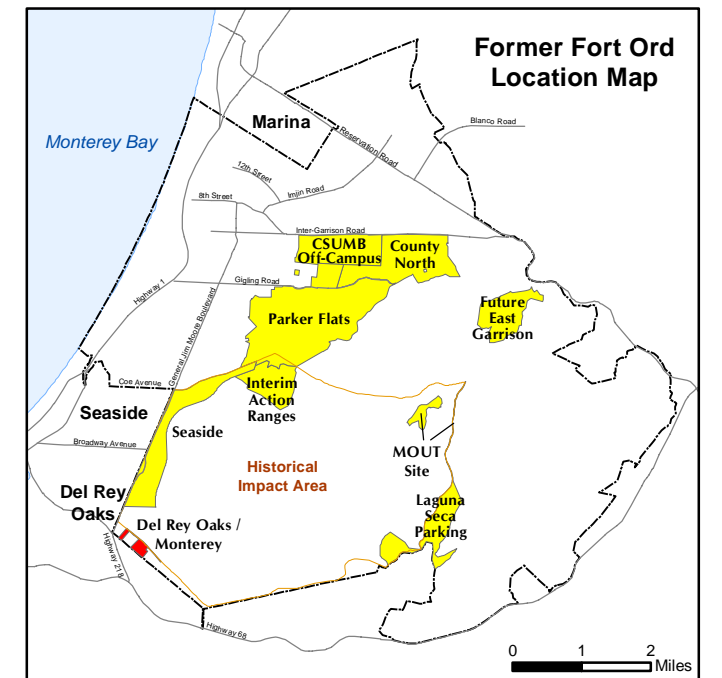 Former Fort Ord
Location Map
Marina
Monterey Bay
Blanco Road
Reservation Road
12th Street
Imjin Road
8th Street
Inter-Garrison Road
CSUMB
Off-Campus
County
North
Gigling Road
Highway 1
General Jim Moore Boulevard
Parker Flats
Future
East
Garrison
Coe Avenue
Interim
Action
Ranges
Seaside
Seaside
Broadway Avenue
MOUT
Site
Historical
Impact Area
Del Rey
Oaks
Laguna
Seca
Parking
Del Rey Oaks /
Monterey
Highway 218
Highway 68
0 1 2
Miles